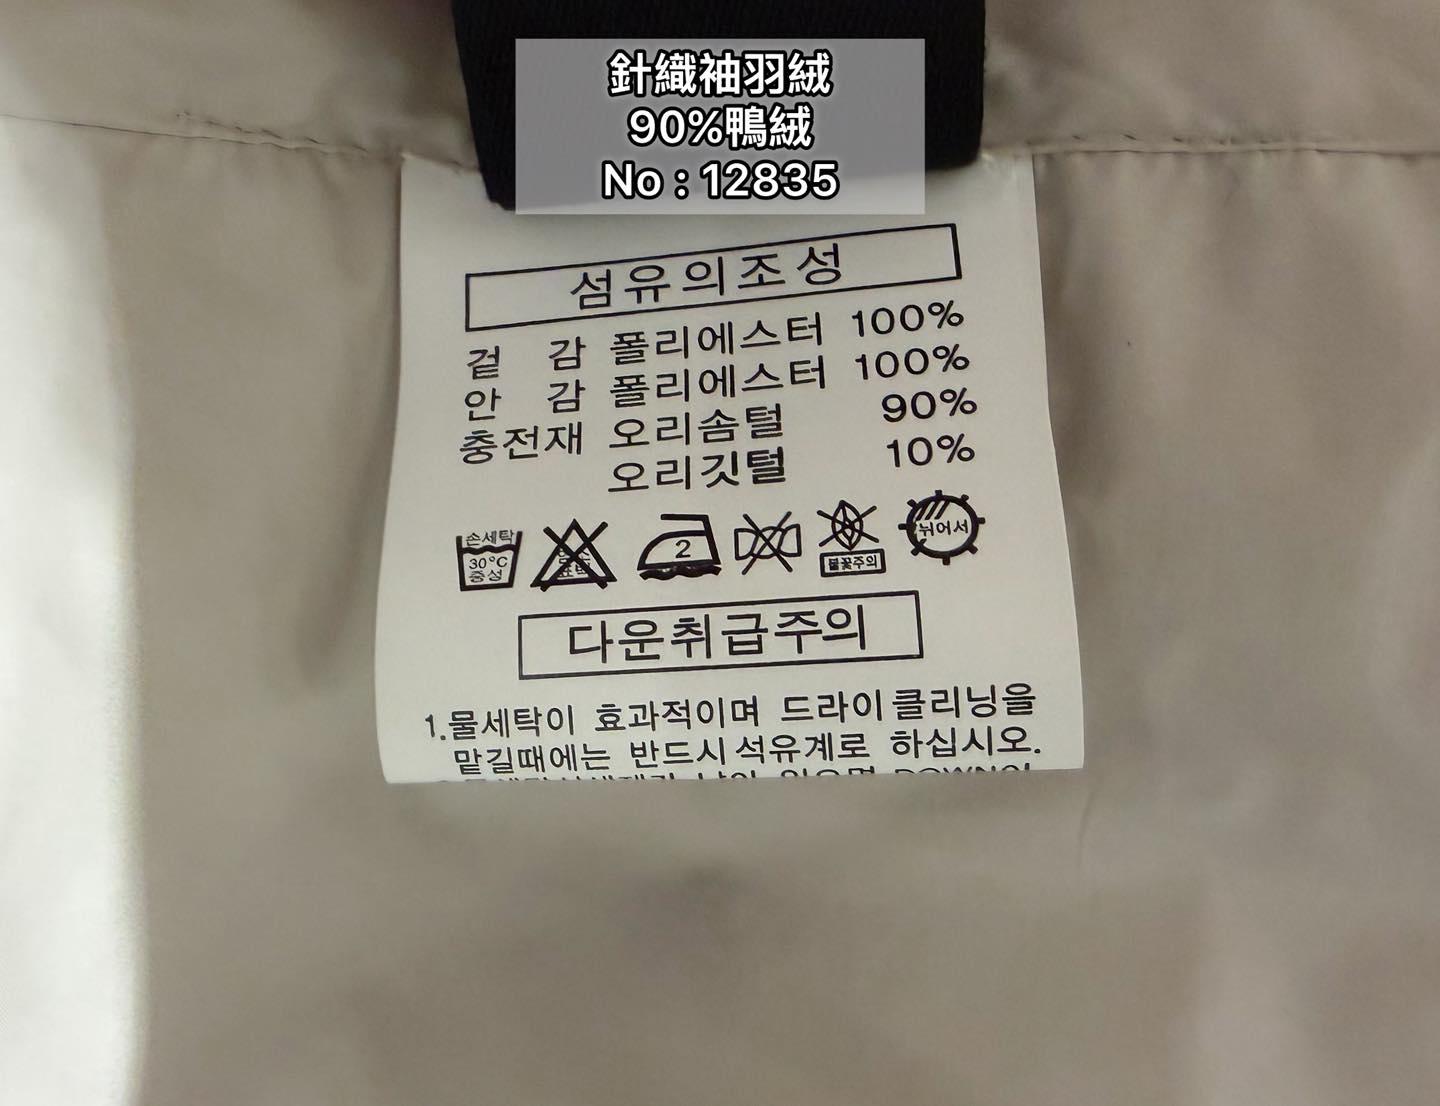 針織袖羽絨
90%鴨絨
No : 12835
섬유의조성
겉 감 폴리에스터 100%
안 감 폴리에스터 100%
충전재 오리솜털 90%
오리깃털 10%
손세탁
30°C
중성
2
불꽃주의
뉘어서
다운취급주의
1.물세탁이 효과적이며 드라이클리닝을
맡길때에는 반드시석유계로 하십시오.